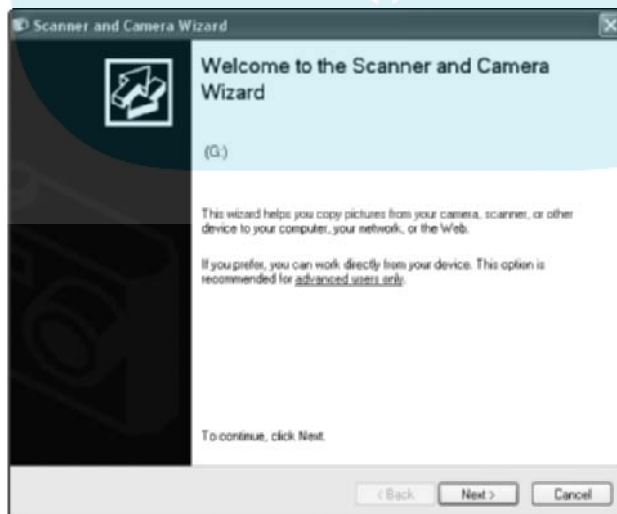 Scanner and Camera Wizard
Welcome to the Scanner and Camera
Wizard
(G:)
This wizard helps you copy pictures from your camera, scanner, or other
device to your computer, your network, or the Web.
If you prefer, you can work directly from your device. This option is
recommended for advanced users only.
To continue, click Next.
< Back
Next >
Cancel